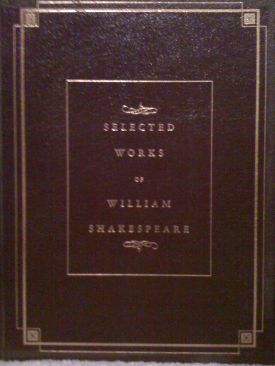 SELECTED
WORKS
OF
WILLIAM
SHAKESPEARE